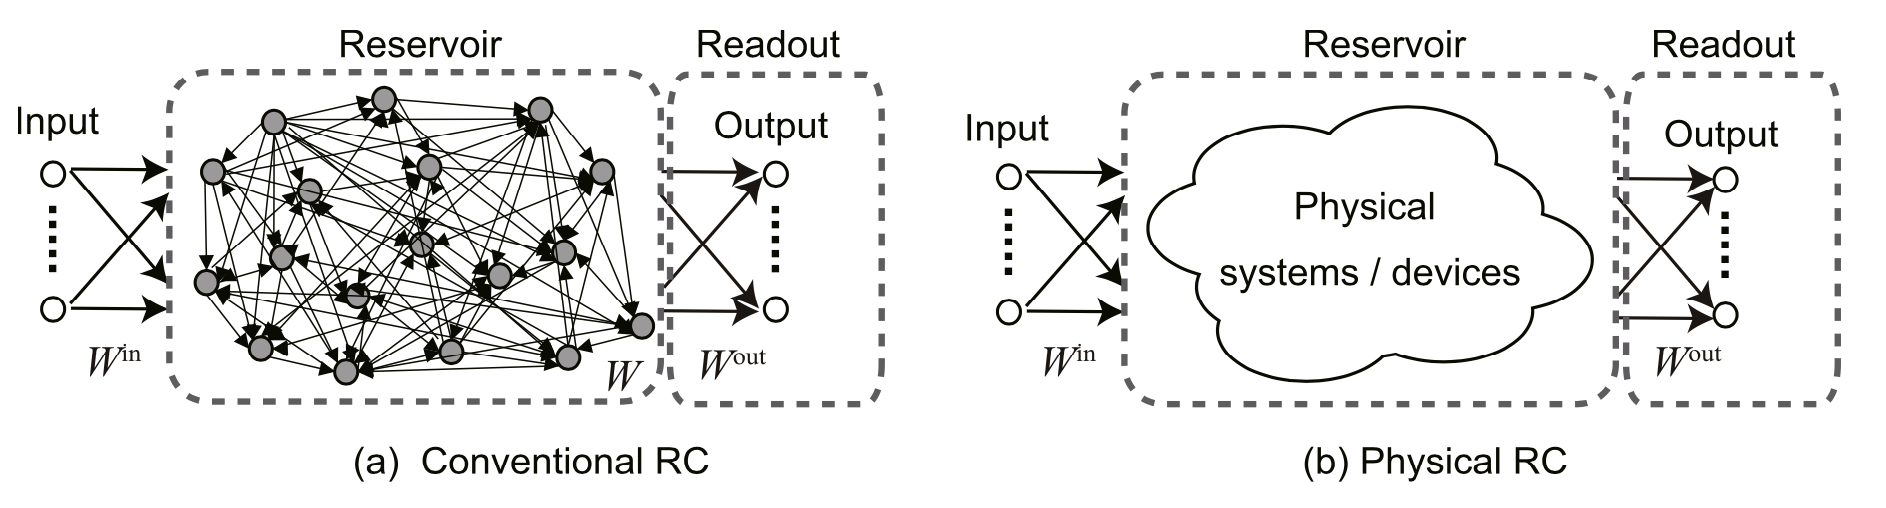 Reservoir
Readout
Input
Output
W^in
W
W^out
(a) Conventional RC
Reservoir
Readout
Input
Output
Physical
systems / devices
W^in
W^out
(b) Physical RC